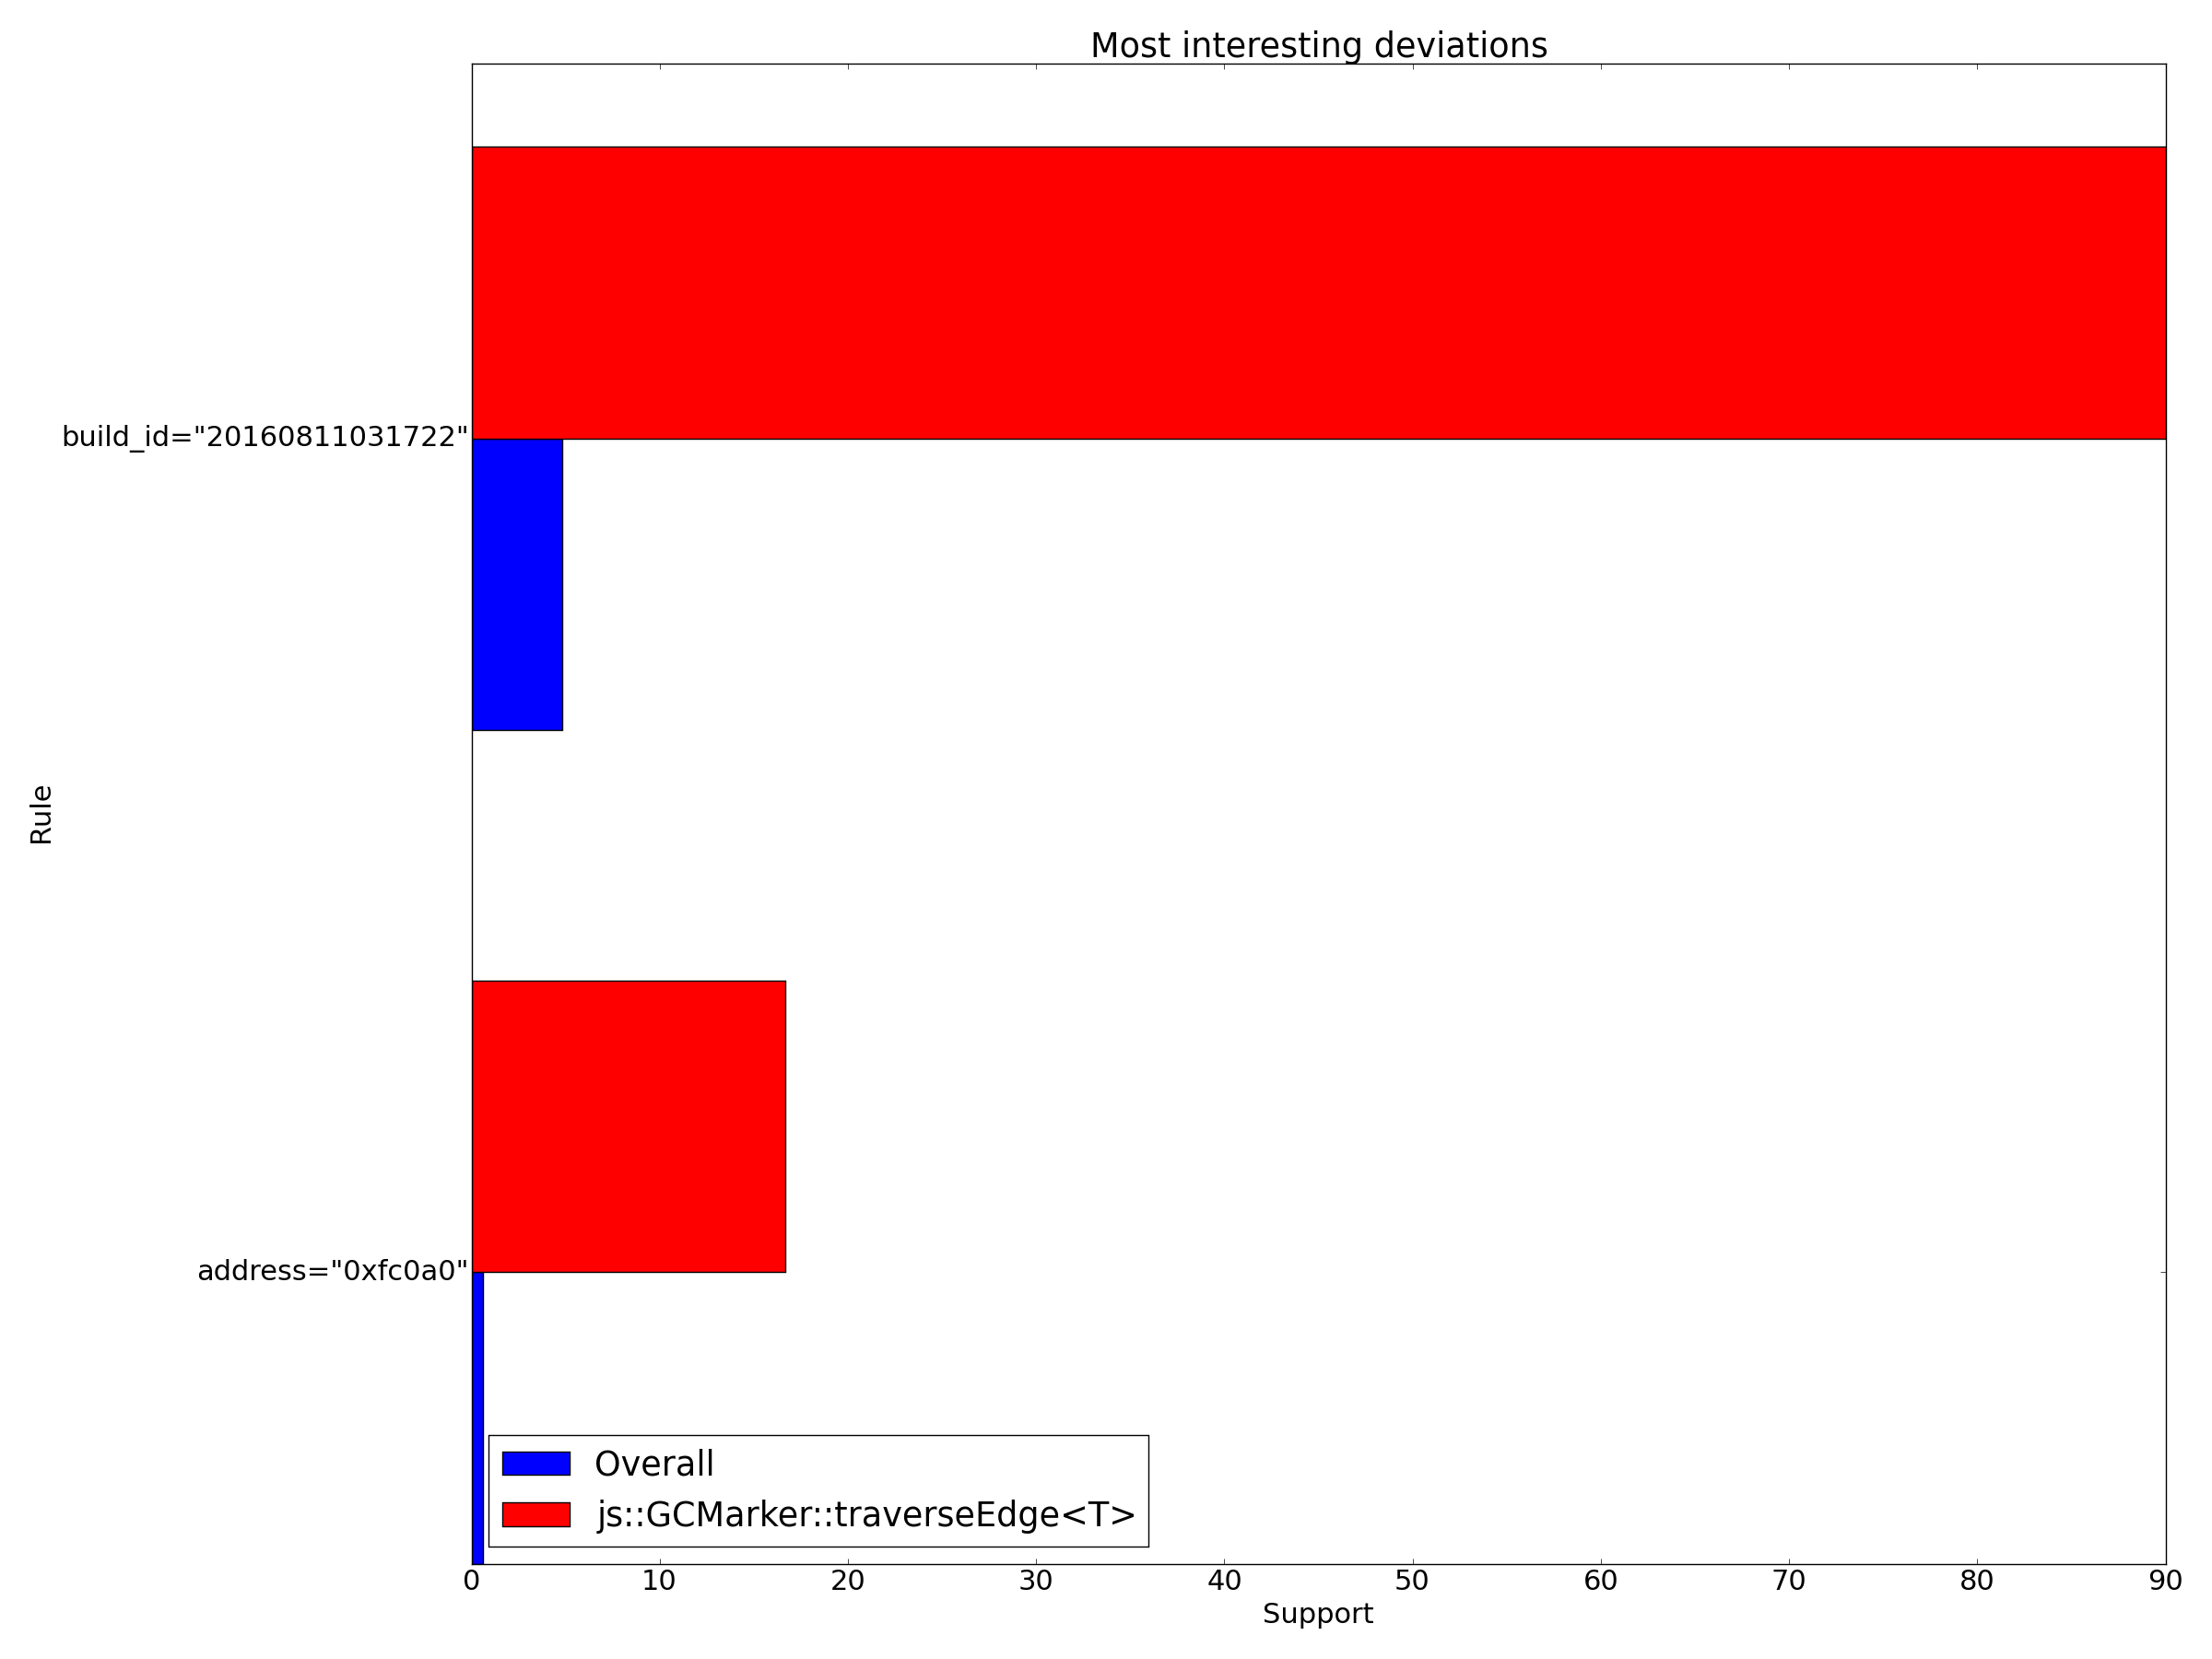 Most interesting deviations
build_id="20160811031722"
Rule
address="0xfc0a0"
Overall
js::GCMarker::traverseEdge<T>
0 10 20 30 40 50 60 70 80 90
Support